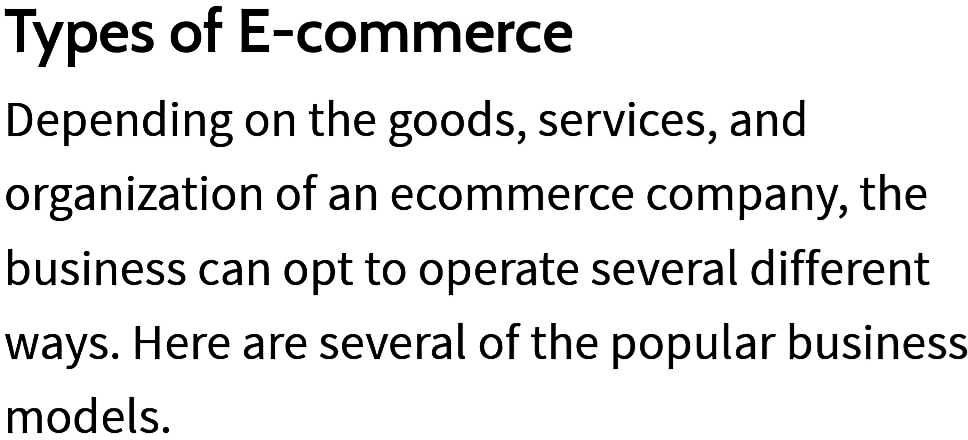 Types of E-commerce
Depending on the goods, services, and
organization of an ecommerce company, the
business can opt to operate several different
ways. Here are several of the popular business
models.